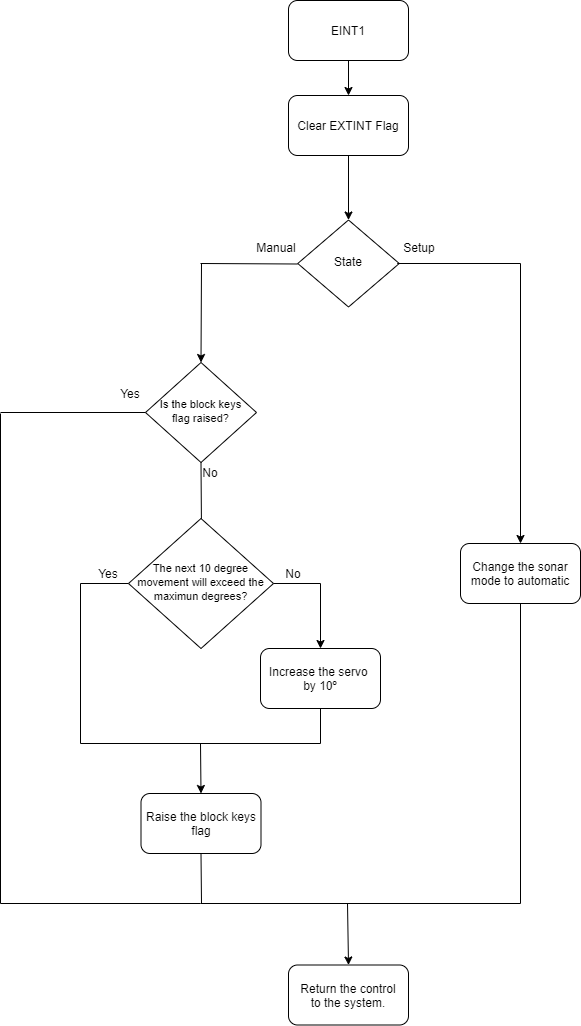 EINT1
Clear EXTINT Flag
Manual
State
Setup
Yes
Is the block keys
flag raised?
No
Yes
The next 10 degree
movement will exceed the
maximun degrees?
No
Change the sonar
mode to automatic
Increase the servo
by 10º
Raise the block keys
flag
Return the control
to the system.